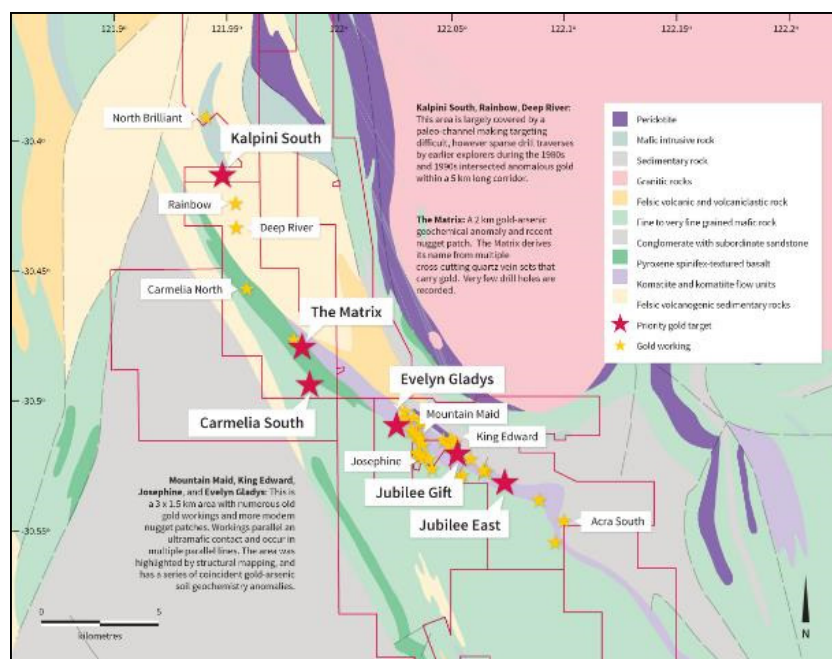 121.9°
121.95°
122°
122.05°
122.1°
122.15°
122.2°
-30.4°
-30.45°
-30.5°
-30.55°
North Brilliant
Kalpini South
Rainbow
Deep River
Carmelia North
The Matrix
Carmelia South
Evelyn Gladys
Mountain Maid
King Edward
Josephine
Jubilee Gift
Jubilee East
Acra South
Kalpini South, Rainbow, Deep River:
This area is largely covered by a
paleo-channel making targeting
difficult, however sparse drill traverses
by earlier explorers during the 1980s
and 1990s intersected anomalous gold
within a 5 km long corridor.
The Matrix: A 2 km gold-arsenic
geochemical anomaly and recent
nugget patch. The Matrix derives
its name from multiple
cross cutting quartz vein sets that
carry gold. Very few drill holes are
recorded.
Mountain Maid, King Edward,
Josephine, and Evelyn Gladys: This is
a 3 x 1.5 km area with numerous old
gold workings and more modern
nugget patches. Workings parallel an
ultramafic contact and occur in
multiple parallel lines. The area was
highlighted by structural mapping, and
has a series of coincident gold-arsenic
soil geochemistry anomalies.
Peridotite
Mafic intrusive rock
Sedimentary rock
Granitic rocks
Felsic volcanic and volcaniclastic rock
Fine to very fine grained mafic rock
Conglomerate with subordinate sandstone
Pyroxene spinifex-textured basalt
Komatiite and komatiite flow units
Felsic volcanogenic sedimentary rocks
Priority gold target
Gold working
0 5
kilometres
N